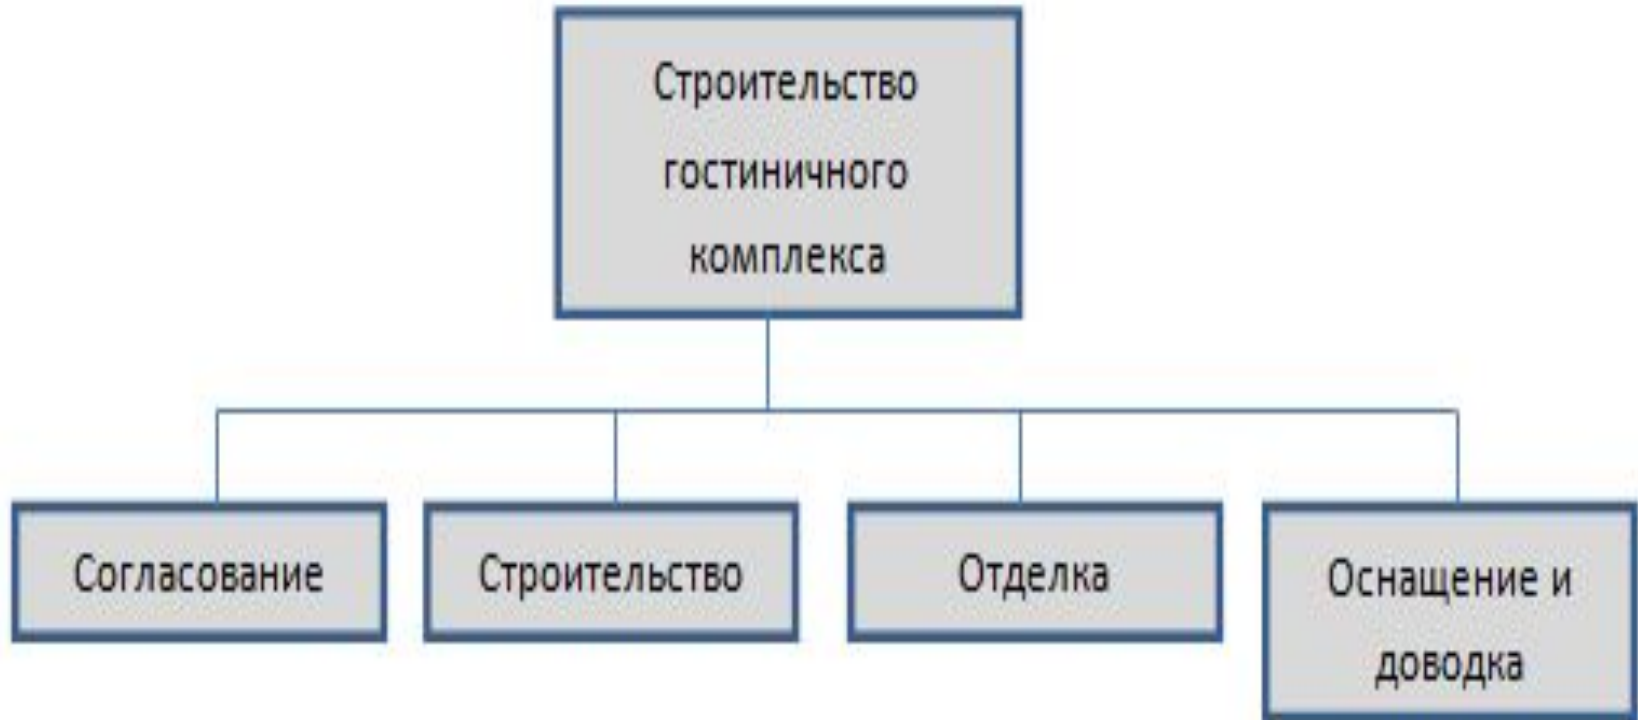 Строительство
гостиничного
комплекса
Согласование
Строительство
Отделка
Оснащение и
доводка